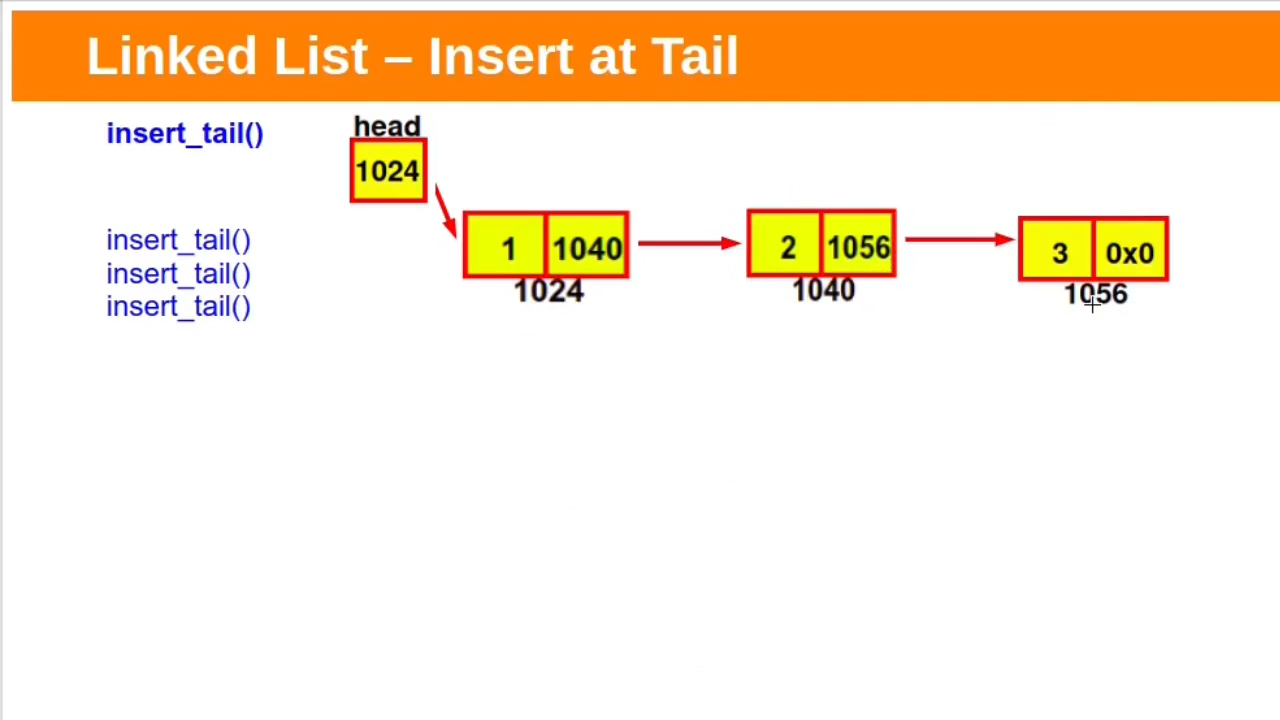 Linked List – Insert at Tail
insert_tail()
head
1024
1 1040
2 1056
3 0x0
1024
1040
1056
insert_tail()
insert_tail()
insert_tail()